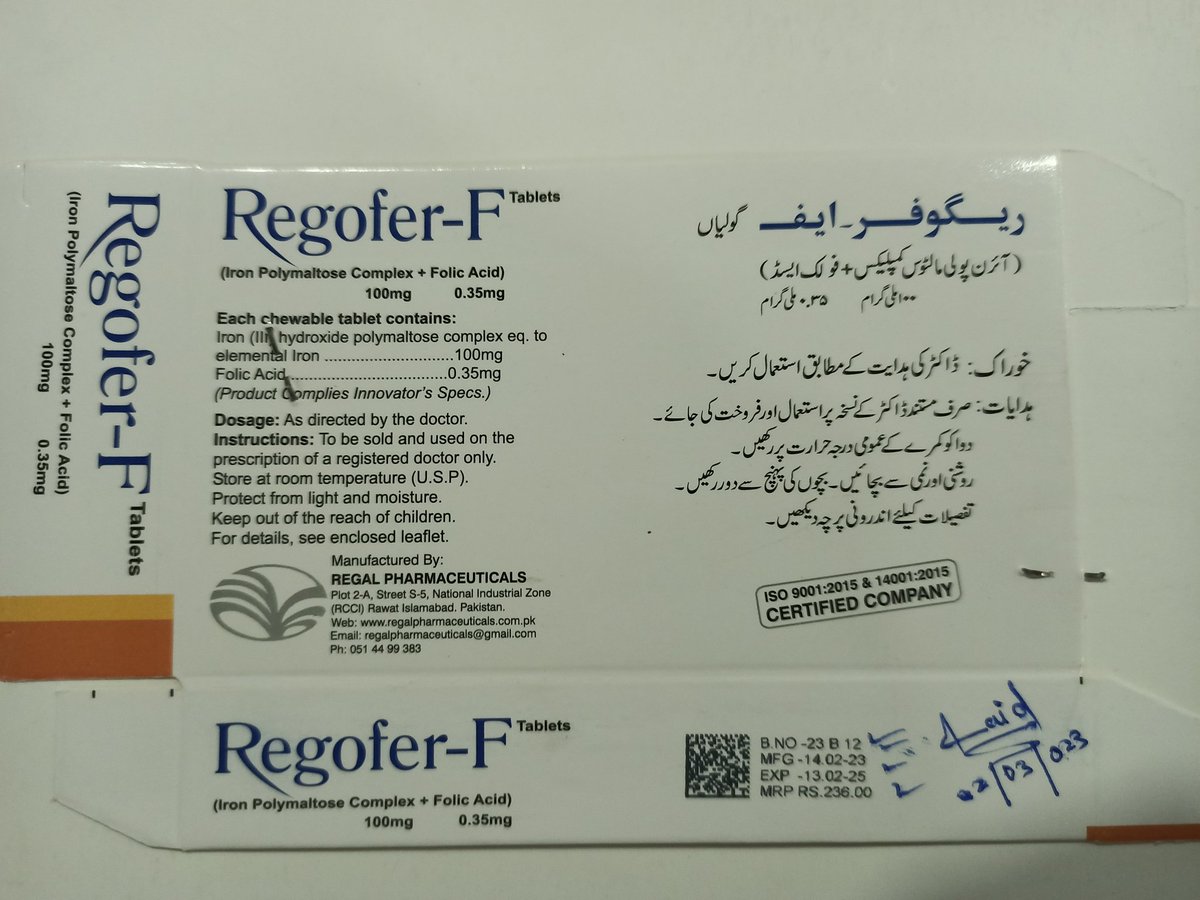 Regofer-F Tablets
(Iron Polymaltose Complex + Folic Acid)
100mg 0.35mg
Regofer-F Tablets
(Iron Polymaltose Complex + Folic Acid)
100mg 0.35mg
Each chewable tablet contains:
Iron (III) hydroxide polymaltose complex eq. to
elemental Iron ............................100mg
Folic Acid...................................0.35mg
(Product Complies Innovator's Specs.)
Dosage: As directed by the doctor.
Instructions: To be sold and used on the
prescription of a registered doctor only.
Store at room temperature (U.S.P).
Protect from light and moisture.
Keep out of the reach of children.
For details, see enclosed leaflet.
Manufactured By:
REGAL PHARMACEUTICALS
Plot 2-A, Street S-5, National Industrial Zone
(RCCI) Rawat Islamabad. Pakistan.
Web: www.regalpharmaceuticals.com.pk
Email: regalpharmaceuticals@gmail.com
Ph: 051 44 99 383
ریگوفر۔ایف گولیاں
(آئرن پولی مالٹوس کمپلیکس + فولک ایسڈ)
۱۰۰ملی گرام ۰.۳۵ ملی گرام
خوراک: ڈاکٹر کی ہدایت کے مطابق استعمال کریں۔
ہدایات: صرف مستند ڈاکٹر کے نسخہ پر استعمال اور فروخت کی جائے۔
دوا کو کمرے کے عمومی درجہ حرارت پر رکھیں۔
روشنی اور نمی سے بچائیں۔ بچوں کی پہنچ سے دور رکھیں۔
تفصیلات کیلئے اندرونی پرچہ دیکھیں۔
ISO 9001:2015 & 14001:2015
CERTIFIED COMPANY
Regofer-F Tablets
(Iron Polymaltose Complex + Folic Acid)
100mg 0.35mg
B.NO -23 B 12
MFG -14.02-23
EXP -13.02-25
MRP RS.236.00